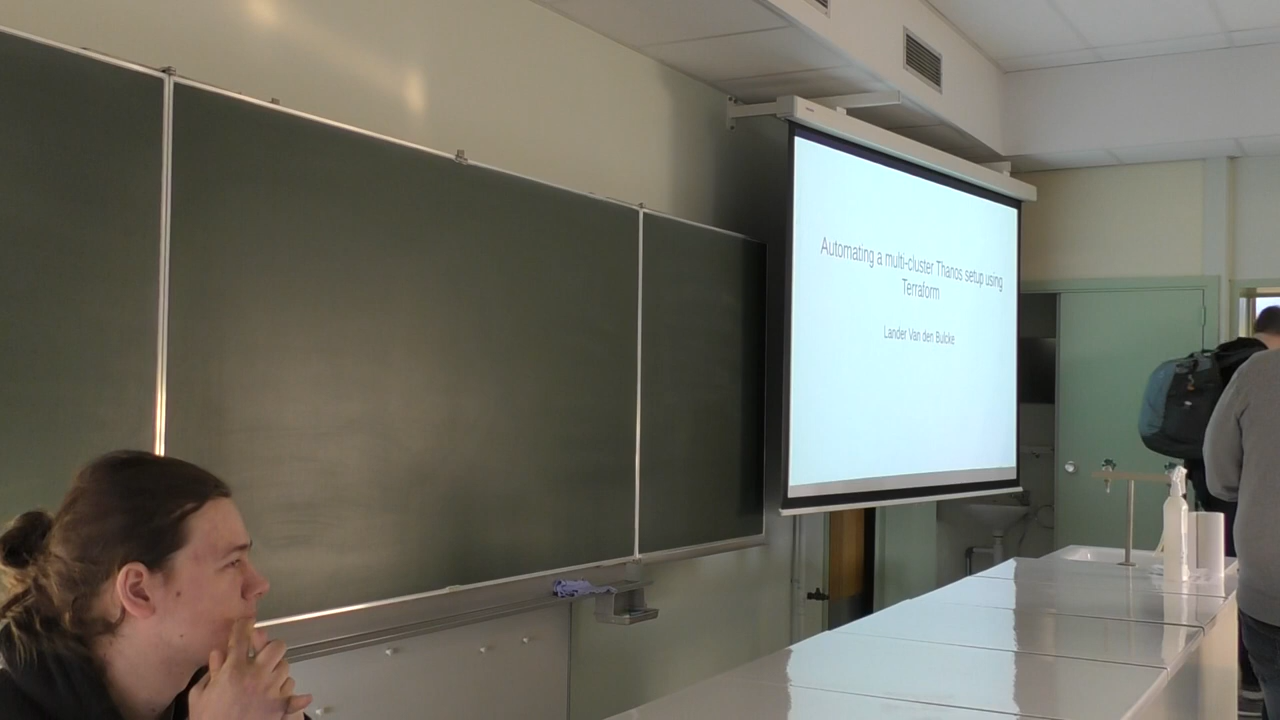 Automating a multi-cluster Thanos setup using
Terraform
Lander Van den Bulcke